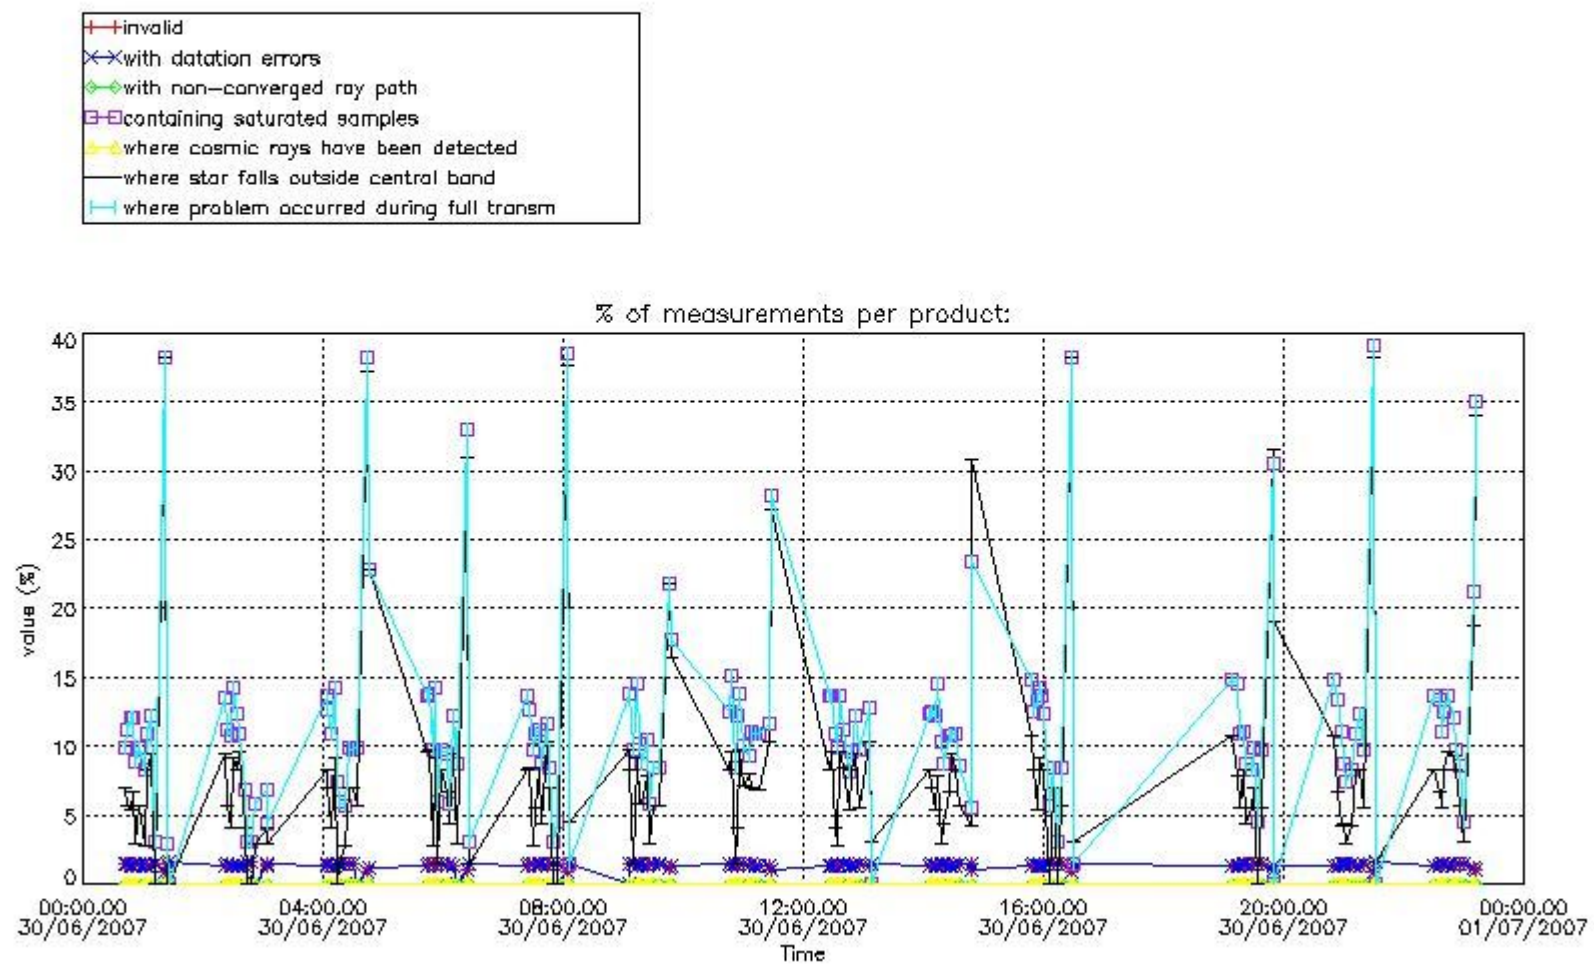 invalid
with datation errors
with non-converged ray path
containing saturated samples
where cosmic rays have been detected
where star falls outside central band
where problem occurred during full transm
% of measurements per product:
40
35
30
25
20
15
10
5
0
value (%)
00:00:00 04:00:00 08:00:00 12:00:00 16:00:00 20:00:00 00:00:00
30/06/2007 30/06/2007 30/06/2007 30/06/2007 30/06/2007 30/06/2007 01/07/2007
Time